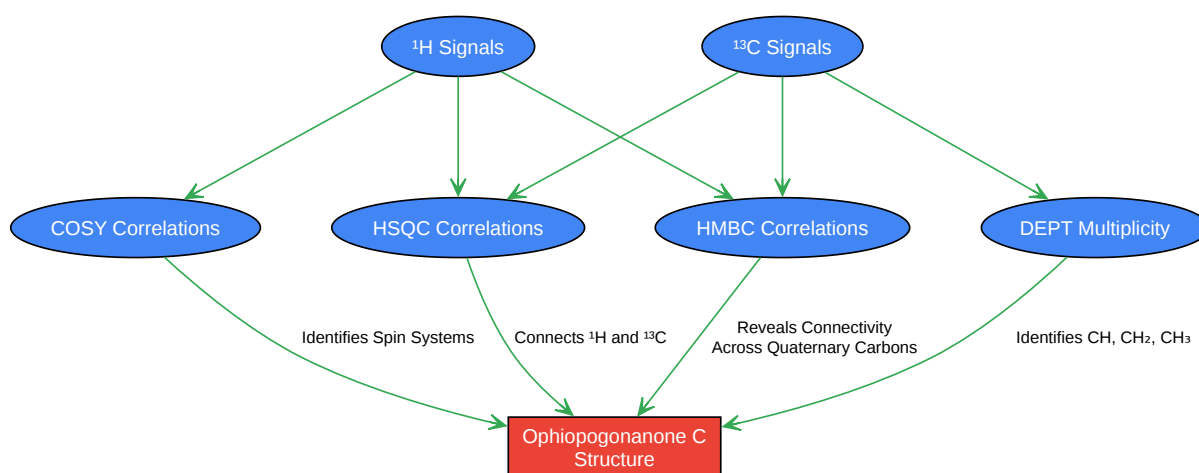 ¹H Signals
¹³C Signals
COSY Correlations
HSQC Correlations
HMBC Correlations
DEPT Multiplicity
Identifies Spin Systems
Connects ¹H and ¹³C
Reveals Connectivity
Across Quaternary Carbons
Identifies CH, CH₂, CH₃
Ophiopogonanone C
Structure